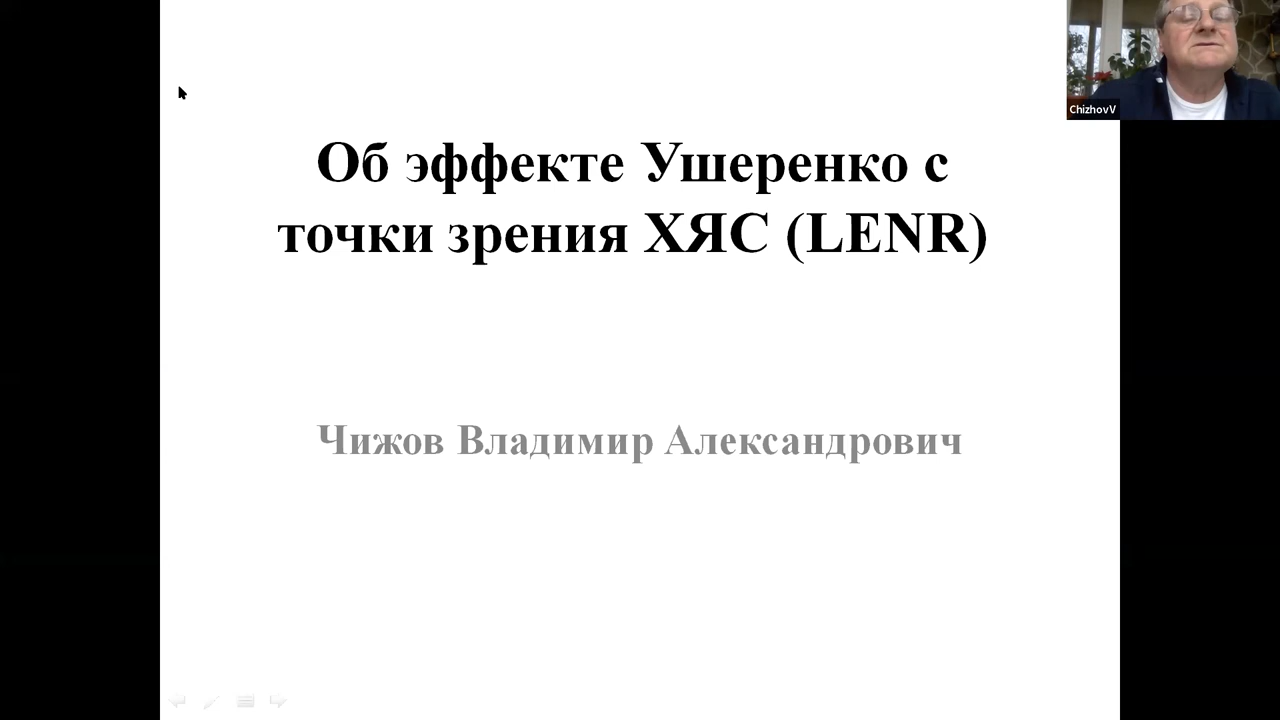 ChizhovV
Об эффекте Ушеренко с
точки зрения ХЯС (LENR)
Чижов Владимир Александрович